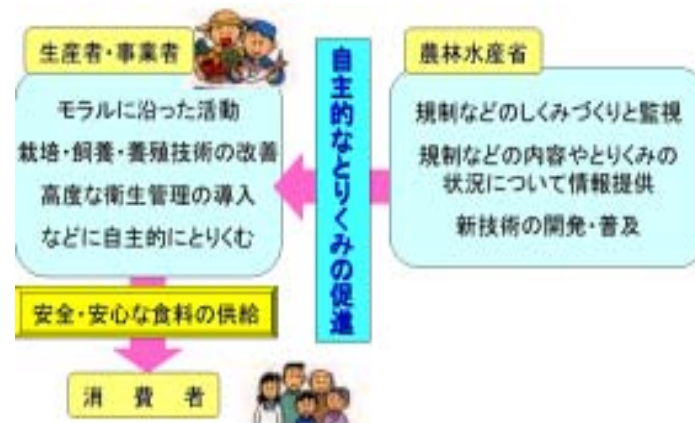 生産者・事業者
モラルに沿った活動
栽培・飼養・養殖技術の改善
高度な衛生管理の導入
などに自主的にとりくむ
自主的なとりくみの促進
農林水産省
規制などのしくみづくりと監視
規制などの内容やとりくみの
状況について情報提供
新技術の開発・普及
安全・安心な食料の供給
消 費 者